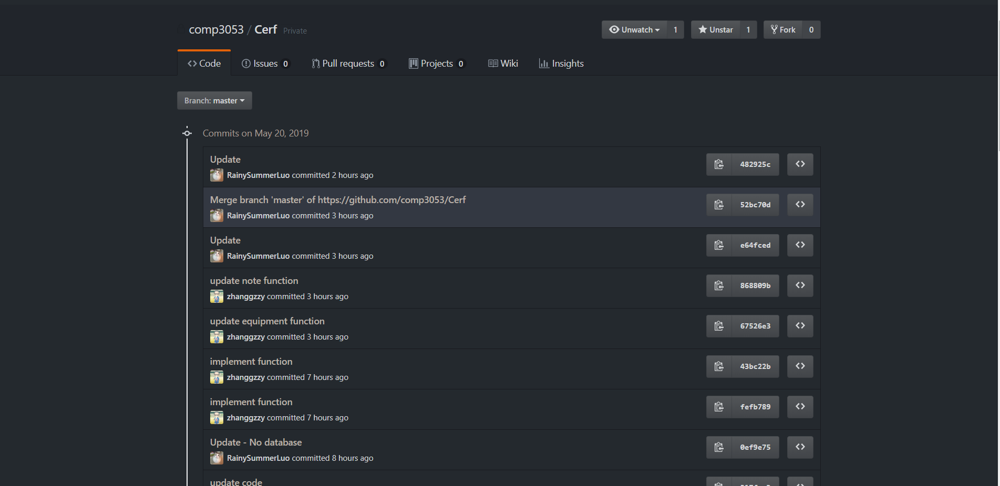 comp3053 / Cerf Private
Unwatch 1 Unstar 1 Fork 0
Code Issues 0 Pull requests 0 Projects 0 Wiki Insights
Branch: master
Commits on May 20, 2019
Update
482925c
RainySummerLuo committed 2 hours ago
Merge branch 'master' of https://github.com/comp3053/Cerf
52bc70d
RainySummerLuo committed 3 hours ago
Update
e64fced
RainySummerLuo committed 3 hours ago
update note function
868809b
zhanggzzy committed 3 hours ago
update equipment function
67526e3
zhanggzzy committed 3 hours ago
implement function
43bc22b
zhanggzzy committed 7 hours ago
implement function
fefb789
zhanggzzy committed 7 hours ago
Update - No database
0ef9e75
RainySummerLuo committed 8 hours ago
update code